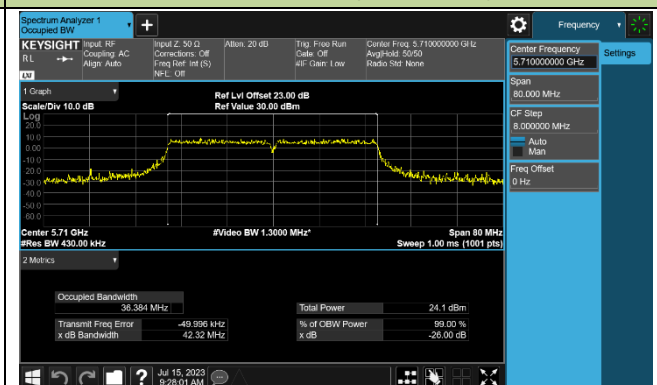 Spectrum Analyzer 1
Occupied BW
+
Frequency
KEYSIGHT
RL
LXI
Input: RF
Coupling: AC
Align: Auto
Input Z: 50 Ω
Corrections: Off
Freq Ref: Int (S)
NFE: Off
Atten: 20 dB
Trig: Free Run
Gate: Off
#IF Gain: Low
Center Freq: 5.710000000 GHz
Avg|Hold: 50/50
Radio Std: None
Center Frequency
5.710000000 GHz
Settings
Span
80.000 MHz
CF Step
8.000000 MHz
Auto
Man
Freq Offset
0 Hz
1 Graph
Scale/Div 10.0 dB
Ref Lvl Offset 23.00 dB
Ref Value 30.00 dBm
Log
20.0
10.0
0.00
-10.0
-20.0
-30.0
-40.0
-50.0
-60.0
Center 5.71 GHz
#Res BW 430.00 kHz
#Video BW 1.3000 MHz*
Span 80 MHz
Sweep 1.00 ms (1001 pts)
2 Metrics
Occupied Bandwidth
36.384 MHz
Total Power 24.1 dBm
Transmit Freq Error -49.996 kHz
% of OBW Power 99.00 %
x dB Bandwidth 42.32 MHz
x dB -26.00 dB
?
Jul 15, 2023
9:28:01 AM